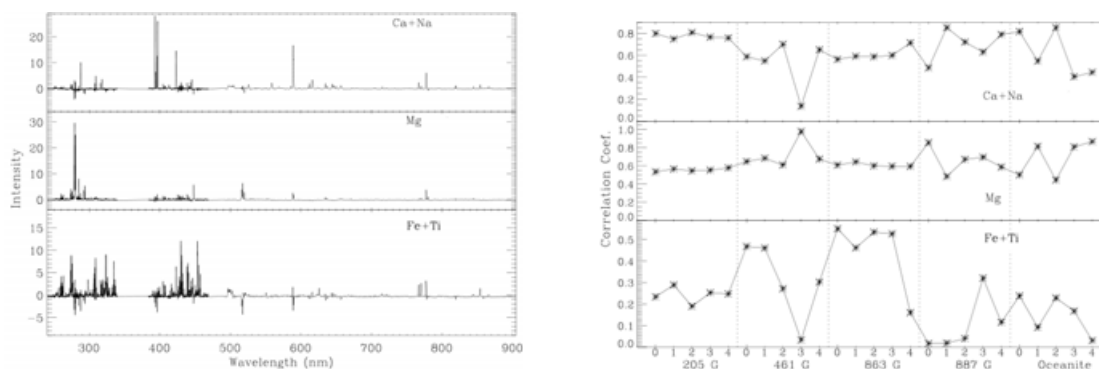 Ca+Na
30
20
10
0
Mg
30
20
10
0
Fe+Ti
15
10
5
0
-5
Intensity
300 400 500 600 700 800 900
Wavelength (nm)
0.8
0.6
0.4
0.2
0.0
Ca+Na
1.0
0.8
0.6
0.4
0.2
0.0
Mg
Fe+Ti
0.5
0.4
0.3
0.2
0.1
0.0
Correlation Coef.
0 1 2 3 4 0 1 2 3 4 0 1 2 3 4 0 1 2 3 4 0 1 2 3 4
205 G 461 G 863 G 887 G Oceanite